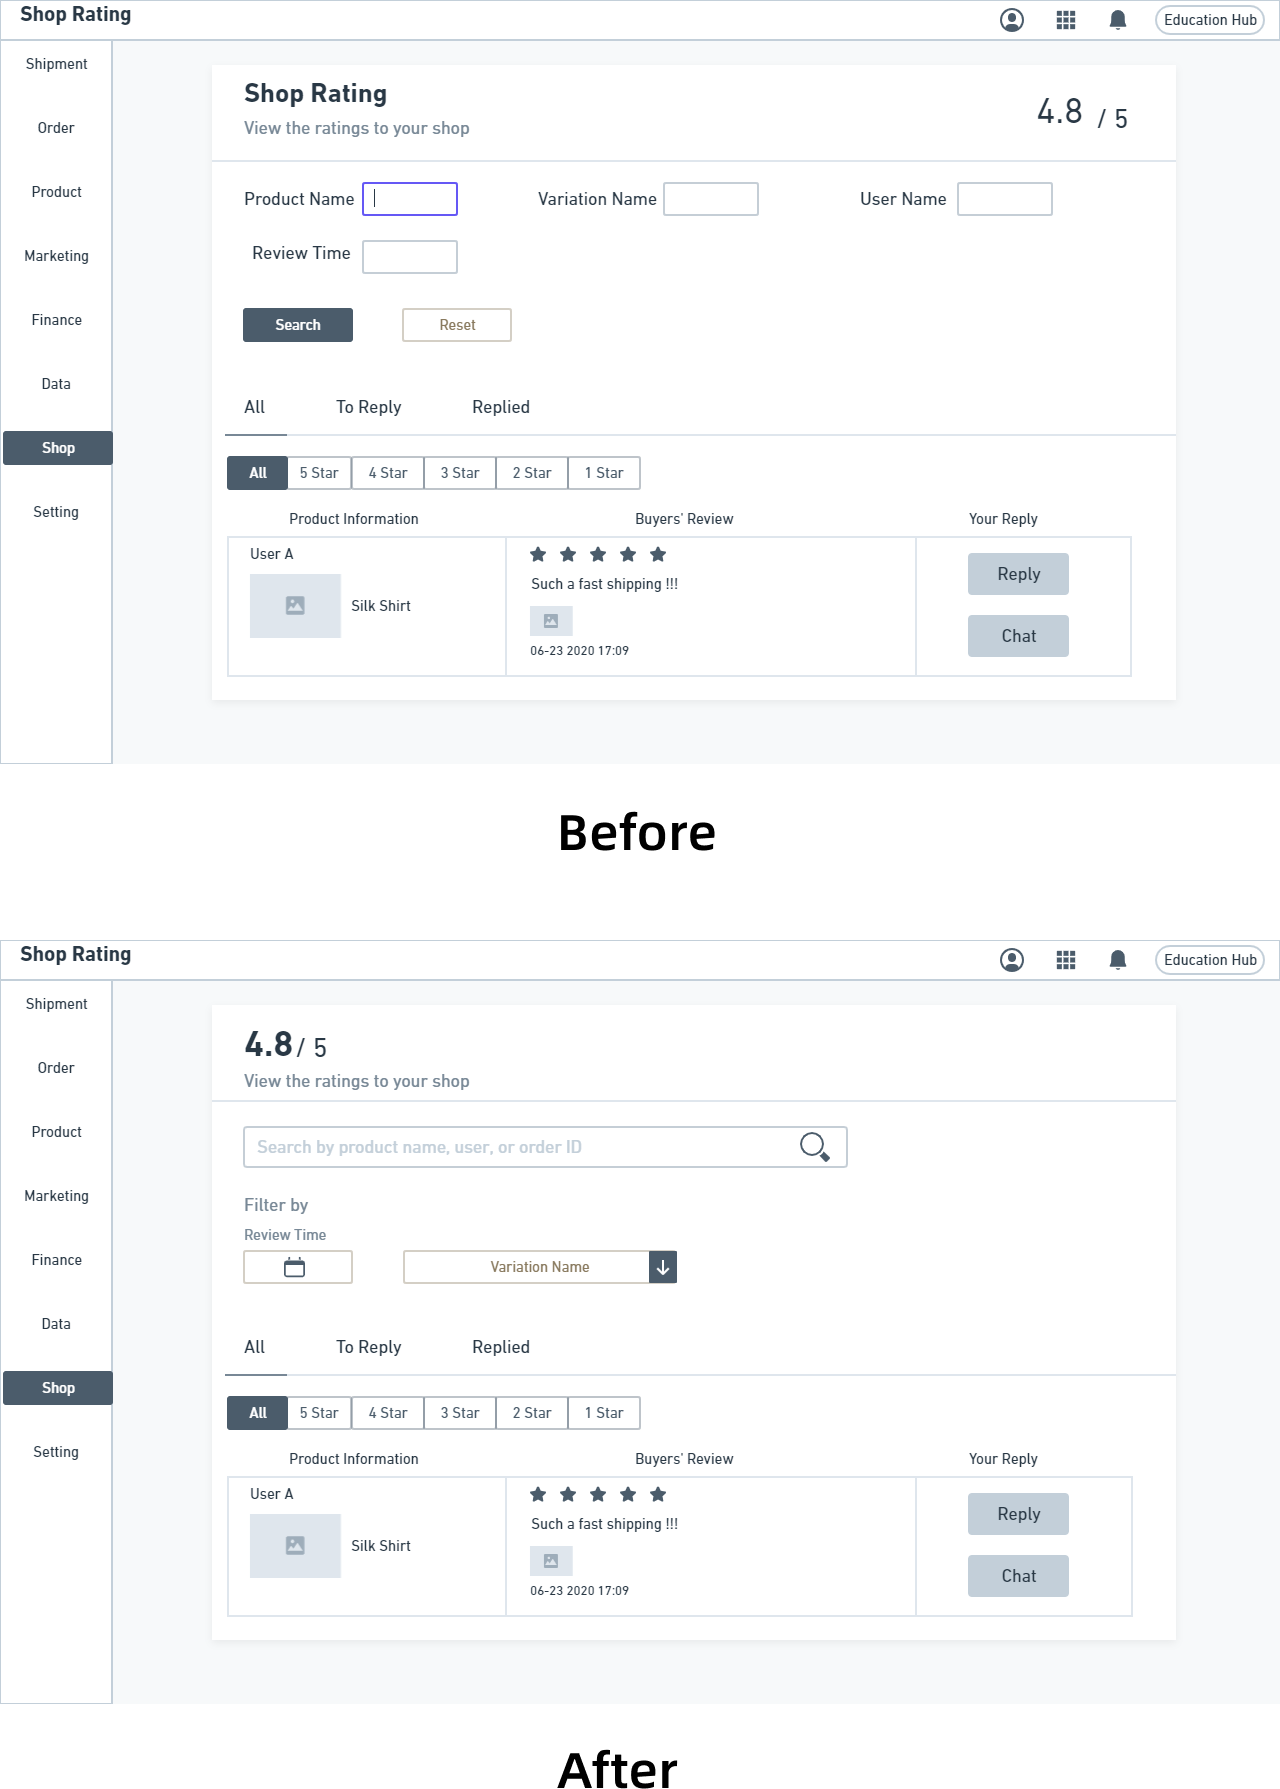 Shop Rating
Education Hub
Shipment
Order
Product
Marketing
Finance
Data
Shop
Setting
Shop Rating
View the ratings to your shop
4.8 / 5
Product Name
Variation Name
User Name
Review Time
Search
Reset
All
To Reply
Replied
All
5 Star
4 Star
3 Star
2 Star
1 Star
Product Information
Buyers' Review
Your Reply
User A
Silk Shirt
Such a fast shipping !!!
06-23 2020 17:09
Reply
Chat
Before
Shop Rating
Education Hub
Shipment
Order
Product
Marketing
Finance
Data
Shop
Setting
4.8 / 5
View the ratings to your shop
Search by product name, user, or order ID
Filter by
Review Time
Variation Name
All
To Reply
Replied
All
5 Star
4 Star
3 Star
2 Star
1 Star
Product Information
Buyers' Review
Your Reply
User A
Silk Shirt
Such a fast shipping !!!
06-23 2020 17:09
Reply
Chat
After